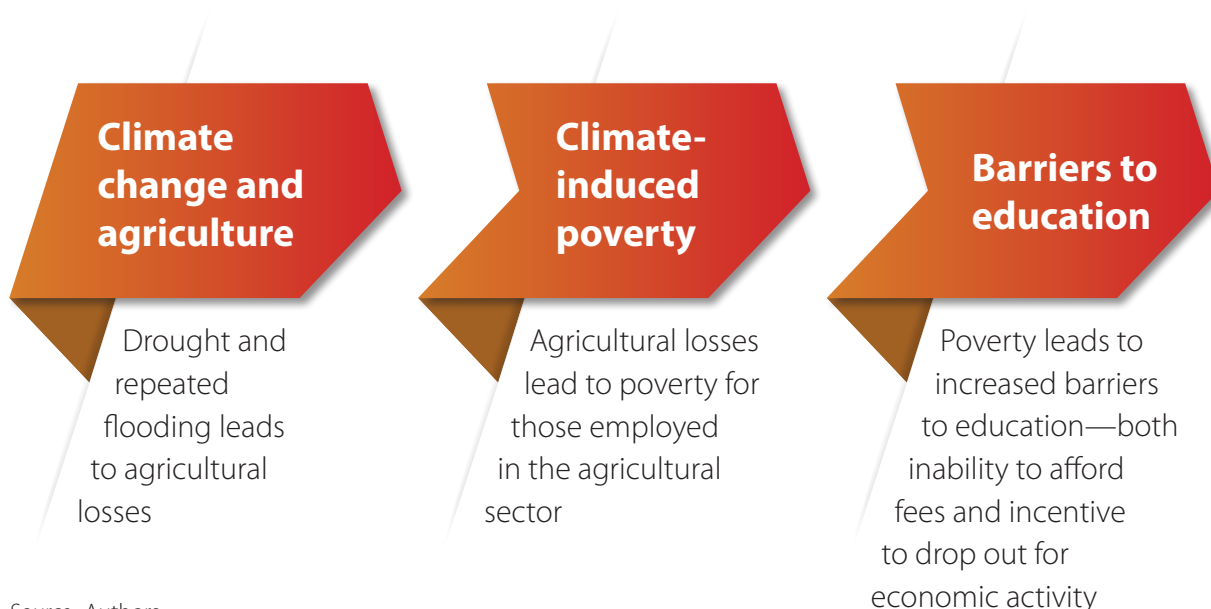 Climate
change and
agriculture
Drought and
repeated
flooding leads
to agricultural
losses
Climate-
induced
poverty
Agricultural losses
lead to poverty for
those employed
in the agricultural
sector
Barriers to
education
Poverty leads to
increased barriers
to education—both
inability to afford
fees and incentive
to drop out for
economic activity
Source: Authors